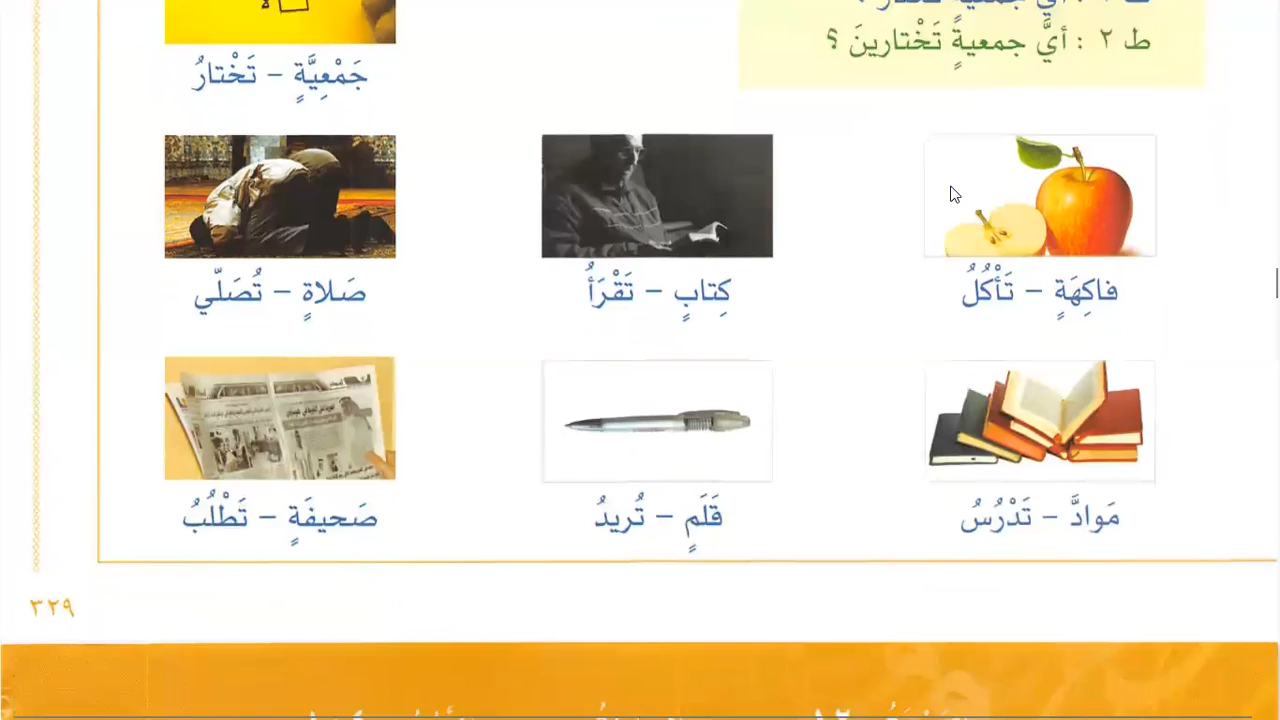 ط ٢ : أيَّ جمعيةٍ تَخْتارينَ ؟
جَمْعِيَّةٍ – تَخْتارُ
فاكِهَةٍ – تَأْكُلُ
كِتابٍ – تَقْرَأُ
صَلاةٍ – تُصَلّي
مَوادَّ – تَدْرُسُ
قَلَمٍ – تُريدُ
صَحيفَةٍ – تَطْلُبُ
٣٢٩